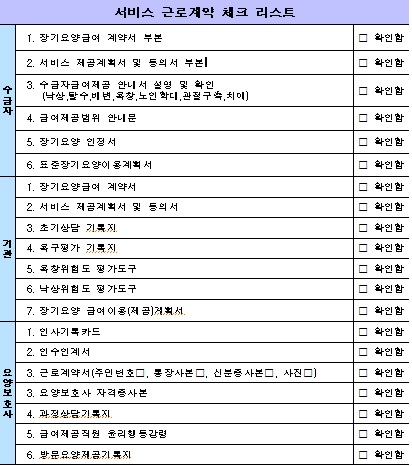 서비스 근로계약 체크 리스트
수급자
1. 장기요양급여 계약서 부본 □ 확인함
2. 서비스 제공계획서 및 동의서 부본 □ 확인함
3. 수급자급여제공 안내서 설명 및 확인 □ 확인함
(낙상,탈수,배변,욕창,노인학대,관절구축,치매)
4. 급여제공범위 안내문 □ 확인함
5. 장기요양 인정서 □ 확인함
6. 표준장기요양이용계획서 □ 확인함
기관
1. 장기요양급여 계약서 □ 확인함
2. 서비스 제공계획서 및 동의서 □ 확인함
3. 초기상담 기록지 □ 확인함
4. 욕구평가 기록지 □ 확인함
5. 욕창위험도 평가도구 □ 확인함
6. 낙상위험도 평가도구 □ 확인함
7. 장기요양 급여이용(제공)계획서 □ 확인함
요양보호사
1. 인사기록카드 □ 확인함
2. 인수인계서 □ 확인함
3. 근로계약서(주민번호□, 통장사본□, 신분증사본□, 사진□) □ 확인함
3. 요양보호사 자격증사본 □ 확인함
4. 과정상담기록지 □ 확인함
5. 급여제공직원 윤리행동강령 □ 확인함
6. 방문요양제공기록지 □ 확인함